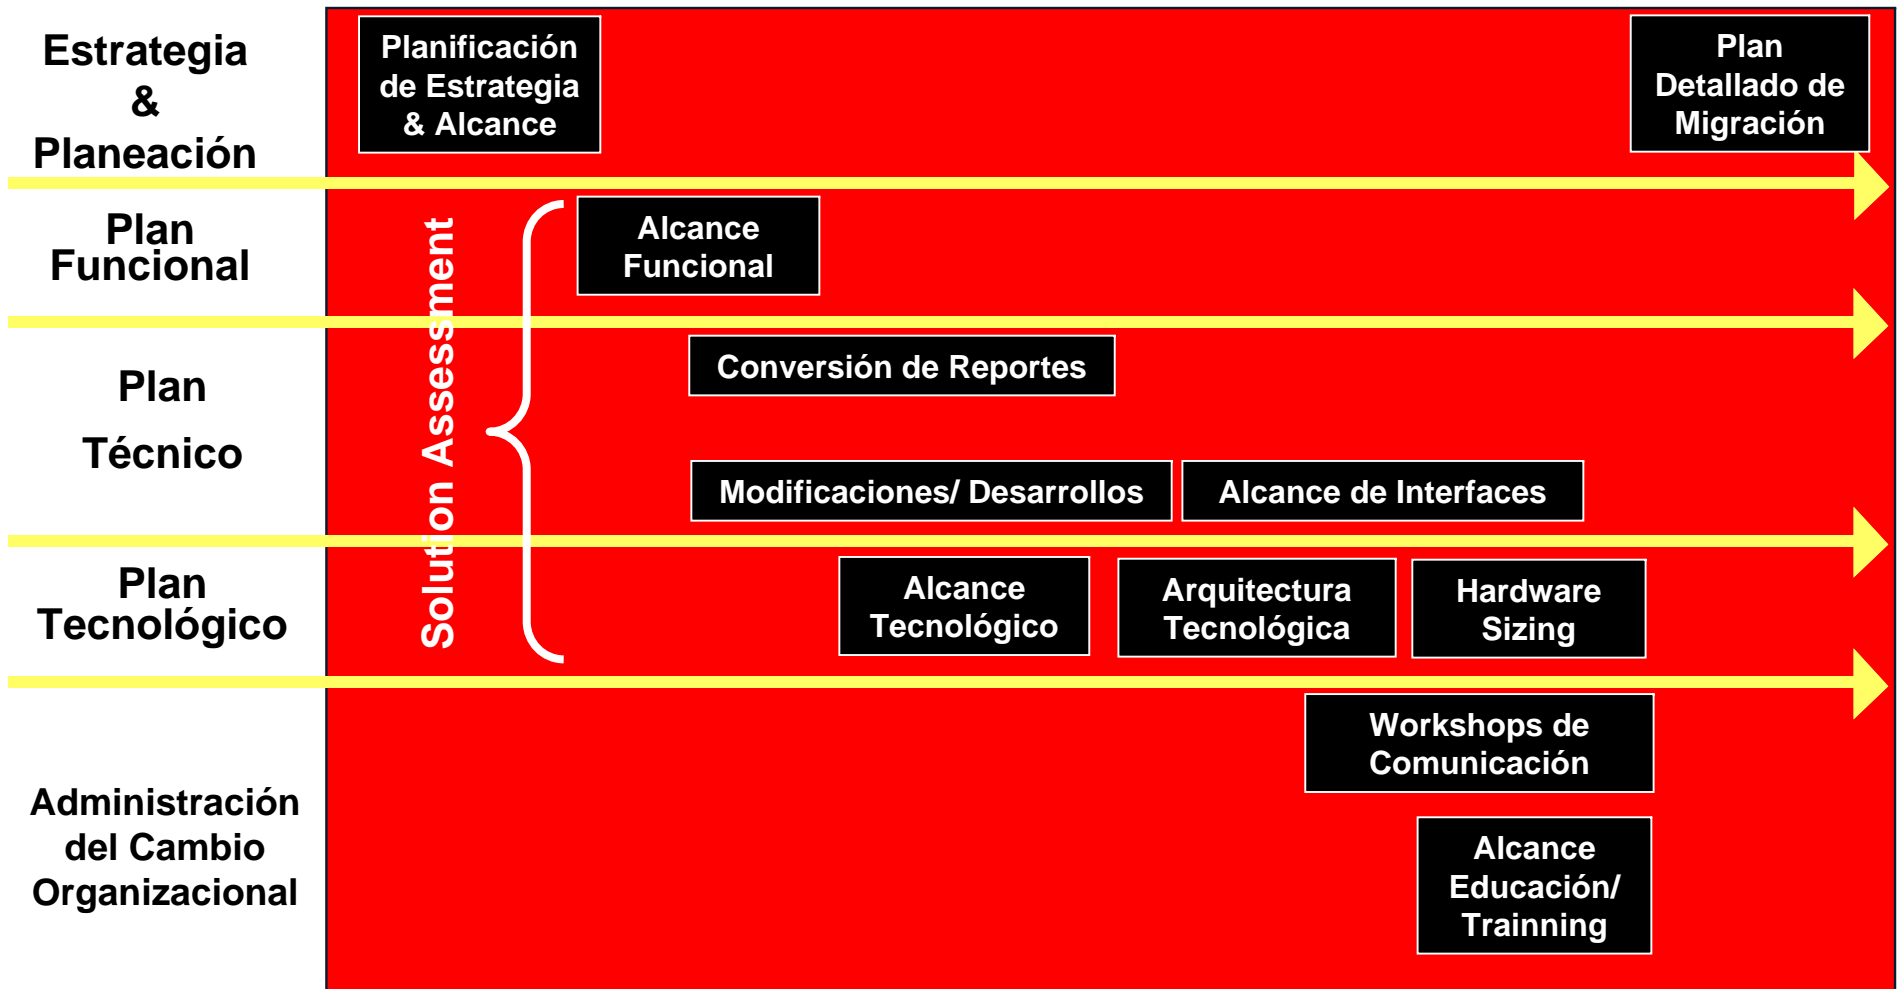 Estrategia
&
Planeación
Planificación
de Estrategia
& Alcance
Plan
Detallado de
Migración
Plan
Funcional
Solution Assessment
Alcance
Funcional
Plan
Técnico
Conversión de Reportes
Modificaciones/ Desarrollos
Alcance de Interfaces
Plan
Tecnológico
Alcance
Tecnológico
Arquitectura
Tecnológica
Hardware
Sizing
Administración
del Cambio
Organizacional
Workshops de
Comunicación
Alcance
Educación/
Trainning